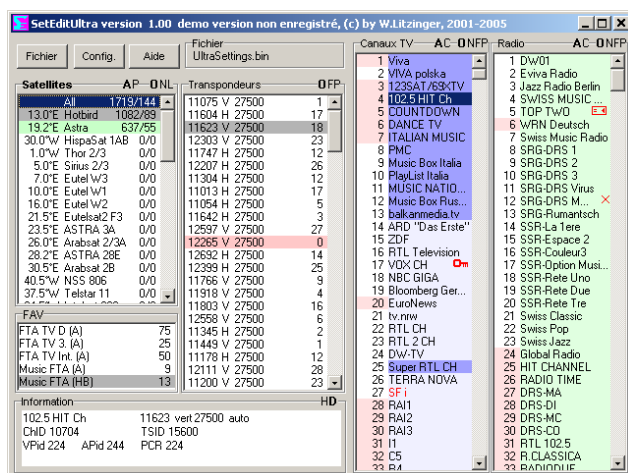 SetEditUltra version 1.00 demo version non enregistré, (c) by W.Litzinger, 2001-2005
Fichier
Config.
Aide
Fichier
UltraSettings.bin
Satellites AP ONL
All 1719/144
13.0°E Hotbird 1082/89
19.2°E Astra 637/55
30.0°W HispaSat 1AB 0/0
1.0°W Thor 2/3 0/0
5.0°E Sirius 2/3 0/0
7.0°E Eutel W3 0/0
10.0°E Eutel W1 0/0
16.0°E Eutel W2 0/0
21.5°E Eutelsat2 F3 0/0
23.5°E ASTRA 3A 0/0
26.0°E Arabsat 2/3A 0/0
28.2°E ASTRA 28E 0/0
30.5°E Arabsat 2B 0/0
40.5°W NSS 806 0/0
37.5°W Telstar 11 0/0
FAV
FTA TV D (A) 75
FTA TV 3. (A) 25
FTA TV Int. (A) 50
Music FTA (A) 9
Music FTA (HB) 13
Transpondeurs OFP
11075 V 27500 1
11604 V 27500 17
11623 V 27500 18
12303 V 27500 23
11747 H 27500 12
12207 H 27500 26
11304 V 27500 12
11013 H 27500 17
11054 H 27500 5
11642 H 27500 3
12597 V 27500 27
12265 V 27500 0
12692 H 27500 14
12399 H 27500 25
11766 V 27500 9
11918 V 27500 4
11803 V 27500 16
12558 V 27500 6
11345 H 27500 2
11449 V 27500 1
11178 H 27500 12
12111 V 27500 28
11200 V 27500 23
Information HD
102.5 HIT Ch 11623 vert 27500 auto
ChID 10704 TSID 15600
VPid 224 APid 244 PCR 224
Canaux TV AC ONFP
1 Viva
2 VIVA polska
3 123SAT/69XTV
4 102.5 HIT Ch
5 COUNTDOWN
6 DANCE TV
7 ITALIAN MUSIC
8 PMC
9 Music Box Italia
10 PlayList Italia
11 MUSIC NATIO...
12 Music Box Rus...
13 balkanmedia.tv
14 ARD "Das Erste"
15 ZDF
16 RTL Television
17 VOX CH
18 NBC GIGA
19 Bloomberg Ger...
20 EuroNews
21 tv.nrw
22 RTL CH
23 RTL 2 CH
24 DW-TV
25 Super RTL CH
26 TERRA NOVA
27 SF i
28 RAI1
29 RAI2
30 RAI3
31 I1
32 C5
33 R4
Radio AC ONFP
1 DW01
2 Eviva Radio
3 Jazz Radio Berlin
4 SWISS MUSIC ...
5 TOP TWO
6 WRN Deutsch
7 Swiss Music Radio
8 SRG-DRS 1
9 SRG-DRS 2
10 SRG-DRS 3
11 SRG-DRS Virus
12 SRG-DRS M...
13 SRG-Rumantsch
14 SSR-La 1ere
15 SSR-Espace 2
16 SSR-Couleur3
17 SSR-Option Musi...
18 SSR-Rete Uno
19 SSR-Rete Due
20 SSR-Rete Tre
21 Swiss Classic
22 Swiss Pop
23 Swiss Jazz
24 Global Radio
25 HIT CHANNEL
26 RADIO TIME
27 DRS-MA
28 DRS-DI
29 DRS-MC
30 DRS-CO
31 RTL 102.5
32 R.CLASSICA
33 RADIODUE